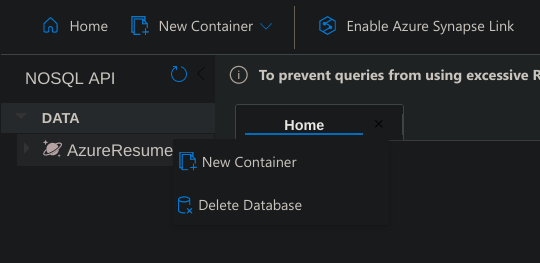 Home New Container Enable Azure Synapse Link
NOSQL API
To prevent queries from using excessive R
DATA
Home
AzureResume
New Container
Delete Database